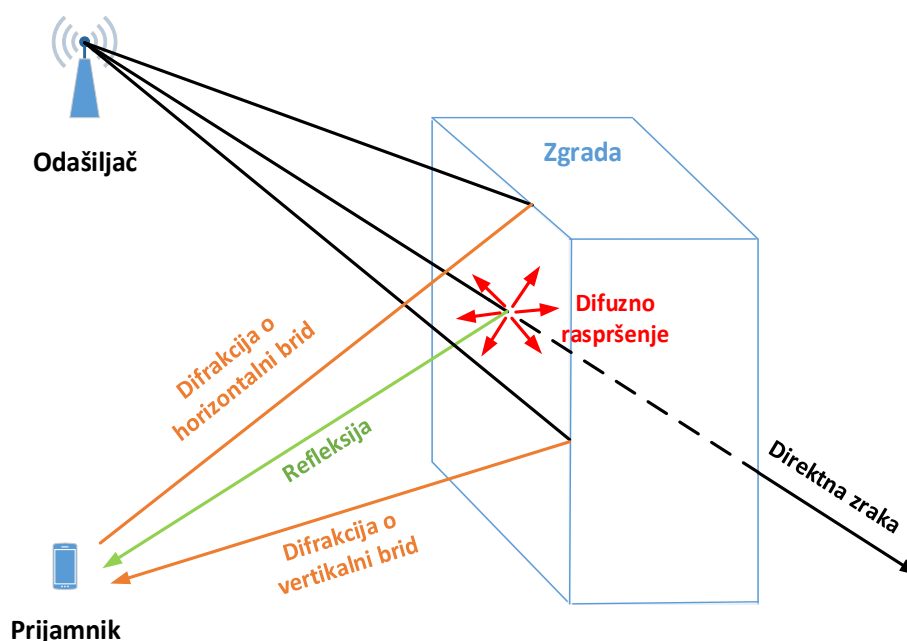 Odašiljač
Zgrada
Difuzno
raspršenje
Difrakcija o
horizontalni brid
Refleksija
Direktna zraka
Difrakcija o
vertikalni brid
Prijamnik